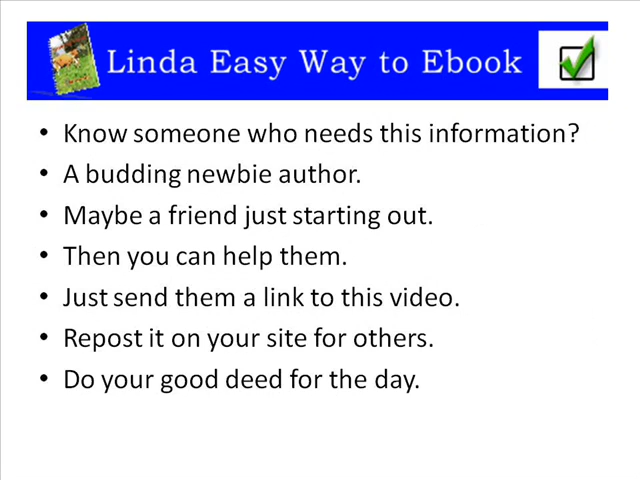 Linda Easy Way to Ebook
• Know someone who needs this information?
• A budding newbie author.
• Maybe a friend just starting out.
• Then you can help them.
• Just send them a link to this video.
• Repost it on your site for others.
• Do your good deed for the day.